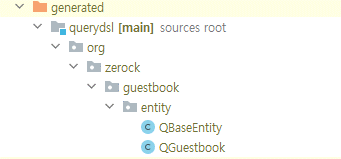 generated
querydsl [main] sources root
org
zerock
guestbook
entity
C QBaseEntity
C QGuestbook